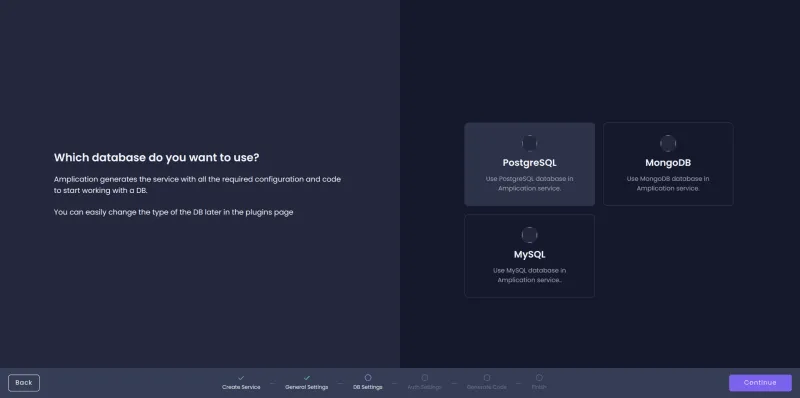 Which database do you want to use?
Amplication generates the service with all the required configuration and code
to start working with a DB.
You can easily change the type of the DB later in the plugins page
PostgreSQL
Use PostgreSQL database in
Amplication service.
MongoDB
Use MongoDB database in
Amplication service.
MySQL
Use MySQL database in
Amplication service..
Back
Create Service
General Settings
DB Settings
Auth Settings
Generate Code
Finish
Continue